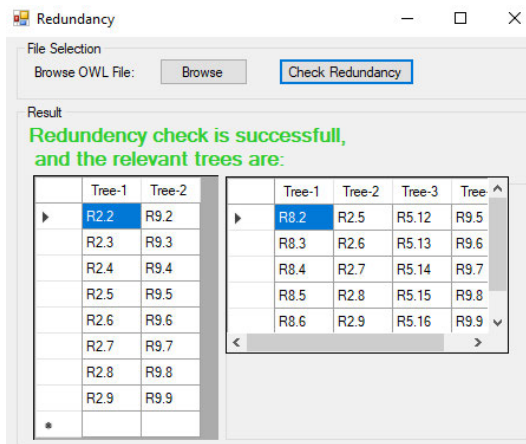 Redundancy
File Selection
Browse OWL File: Browse Check Redundancy
Result
Redundency check is successfull,
and the relevant trees are:
Tree-1 Tree-2
R2.2 R9.2
R2.3 R9.3
R2.4 R9.4
R2.5 R9.5
R2.6 R9.6
R2.7 R9.7
R2.8 R9.8
R2.9 R9.9
Tree-1 Tree-2 Tree-3 Tree-
R8.2 R2.5 R5.12 R9.5
R8.3 R2.6 R5.13 R9.6
R8.4 R2.7 R5.14 R9.7
R8.5 R2.8 R5.15 R9.8
R8.6 R2.9 R5.16 R9.9